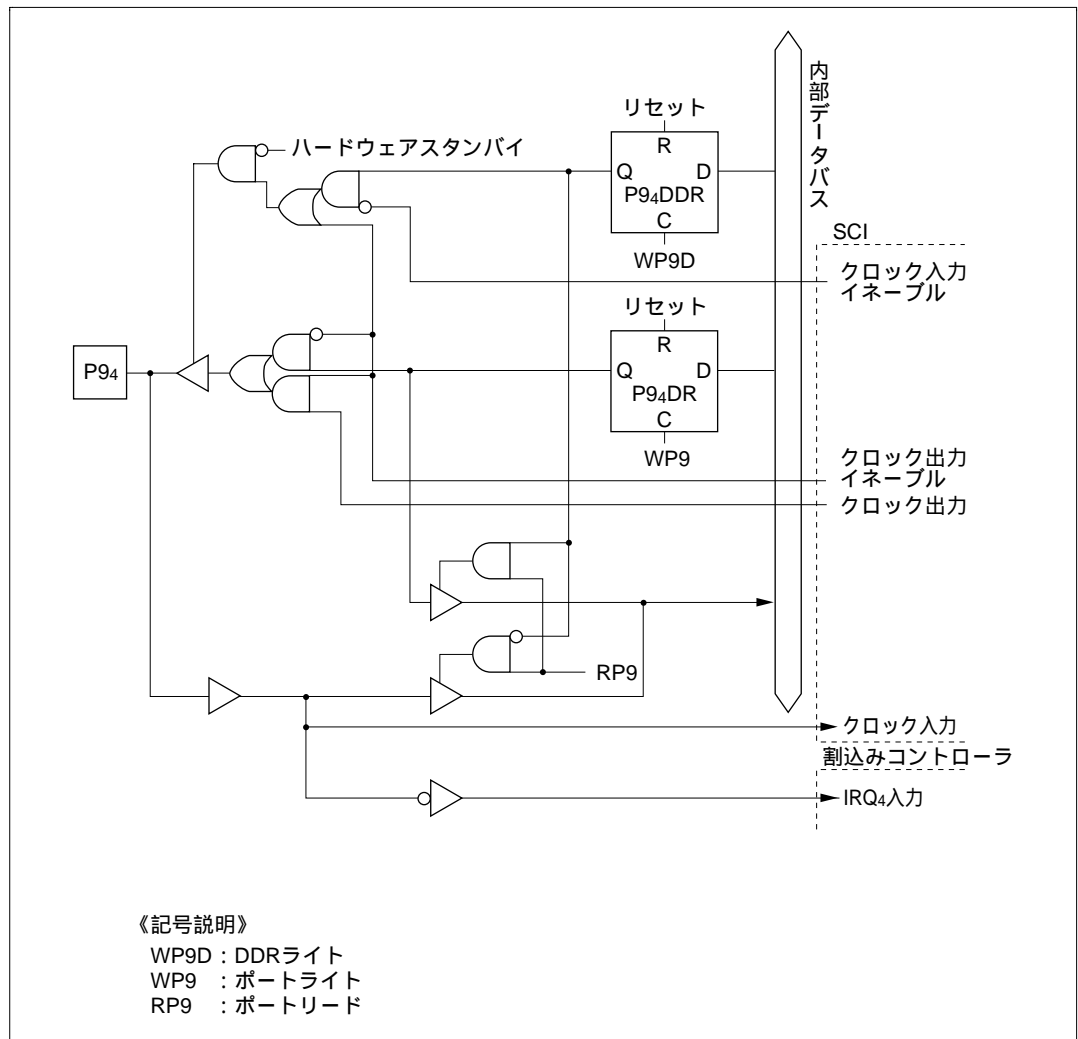 内部データバス
リセット
ハードウェアスタンバイ
R
Q D
P94DDR
C
WP9D
SCI
クロック入力
イネーブル
リセット
R
Q D
P94DR
C
WP9
P94
クロック出力
イネーブル
クロック出力
RP9
クロック入力
割込みコントローラ
IRQ4入力
《記号説明》
WP9D：DDRライト
WP9 ：ポートライト
RP9 ：ポートリード